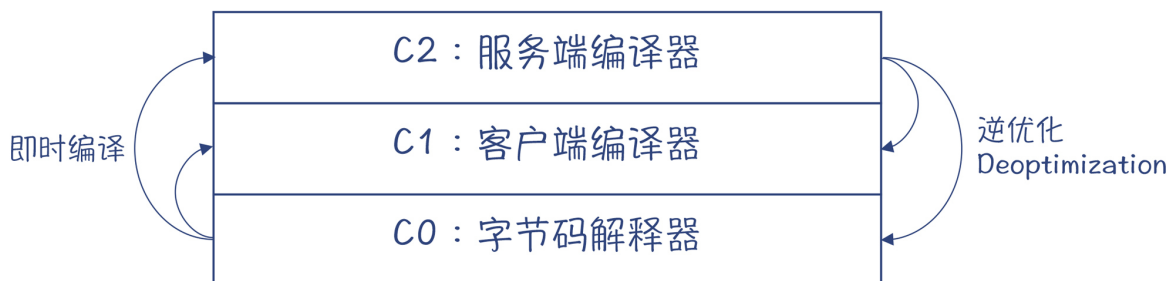 C2：服务端编译器
即时编译
C1：客户端编译器
逆优化
Deoptimization
C0：字节码解释器